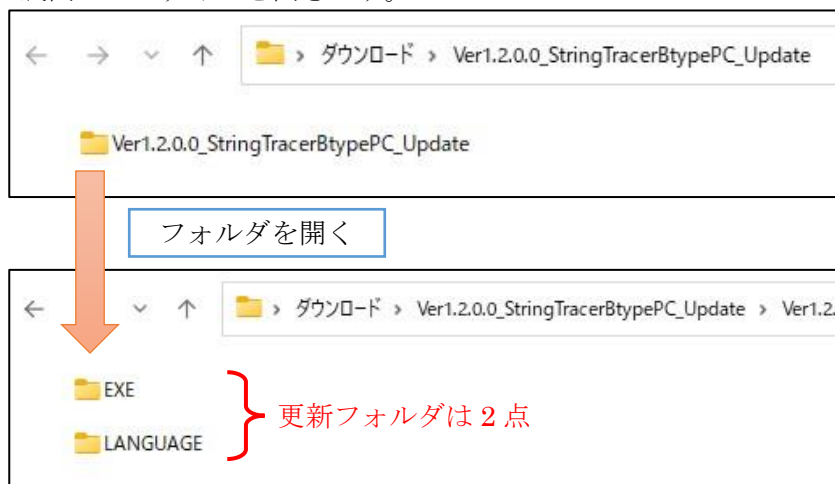 ダウンロード › Ver1.2.0.0_StringTracerBtypePC_Update
Ver1.2.0.0_StringTracerBtypePC_Update
フォルダを開く
ダウンロード › Ver1.2.0.0_StringTracerBtypePC_Update › Ver1.2.
EXE
更新フォルダは 2 点
LANGUAGE